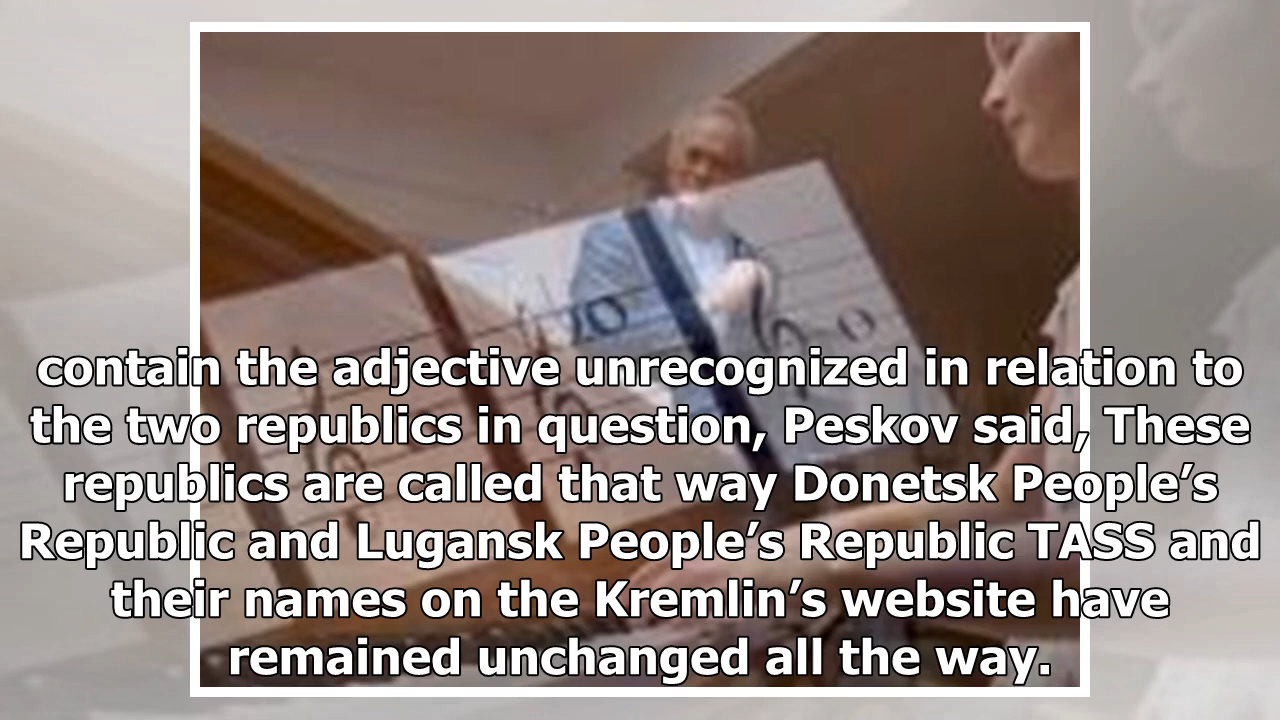 contain the adjective unrecognized in relation to
the two republics in question, Peskov said, These
republics are called that way Donetsk People’s
Republic and Lugansk People’s Republic TASS and
their names on the Kremlin’s website have
remained unchanged all the way.